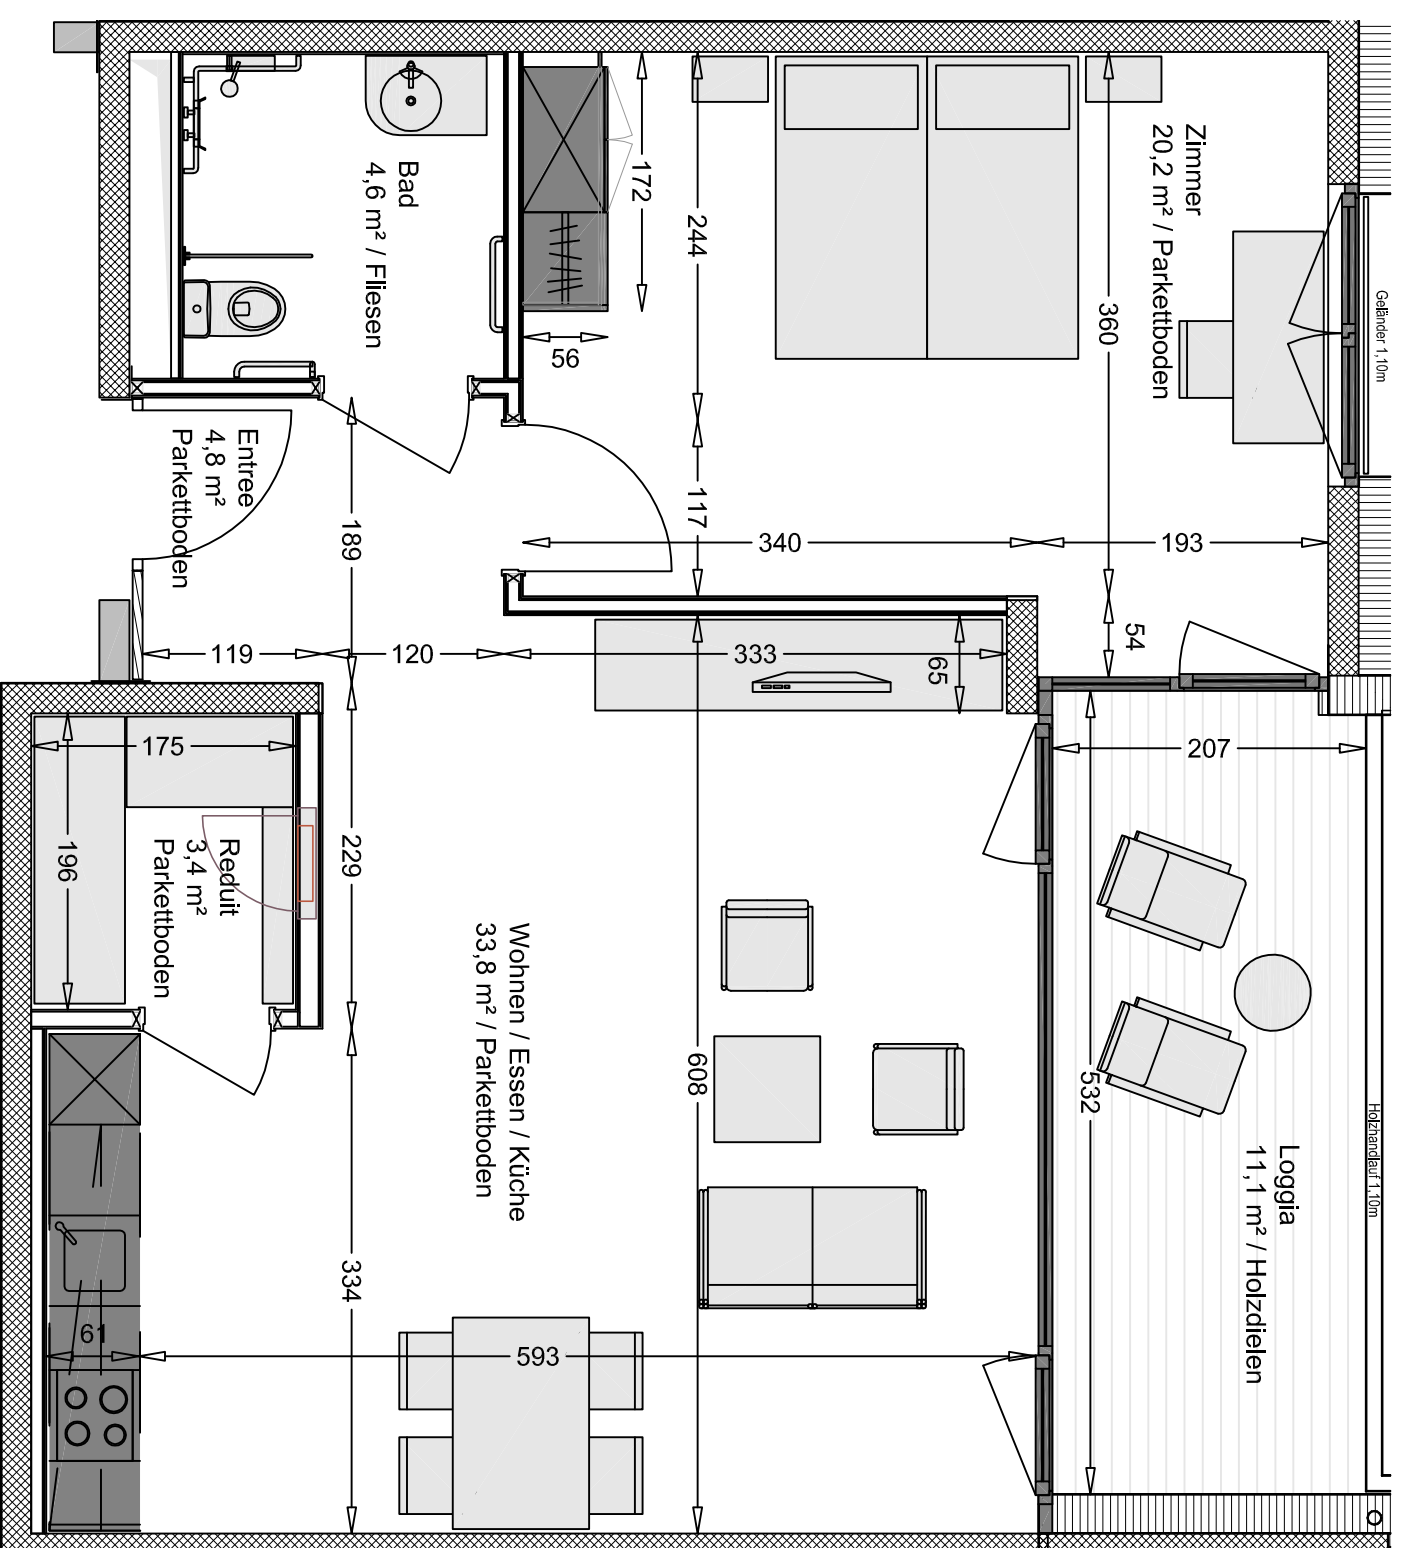 Zimmer
20,2 m² / Parkettboden
Geländer 1,10m
Bad
4,6 m² / Fliesen
172
244
360
56
117
340
193
54
Entree
4,8 m²
Parkettboden
189
119
120
333
65
207
175
196
229
Reduit
3,4 m²
Parkettboden
Wohnen / Essen / Küche
33,8 m² / Parkettboden
608
532
Loggia
11,1 m² / Holzdielen
Holzhandlauf 1,10m
334
61
593